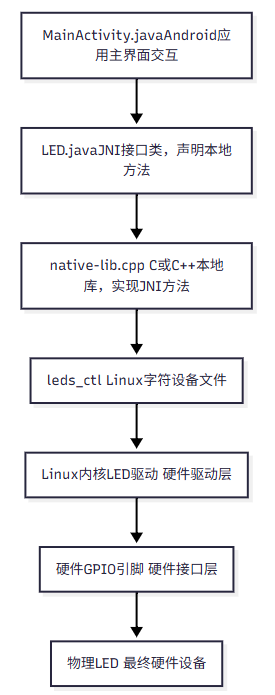 MainActivity.javaAndroid应
用主界面交互
LED.javaJNI接口类，声明本地
方法
native-lib.cpp C或C++本地
库，实现JNI方法
leds_ctl Linux字符设备文件
Linux内核LED驱动 硬件驱动层
硬件GPIO引脚 硬件接口层
物理LED 最终硬件设备